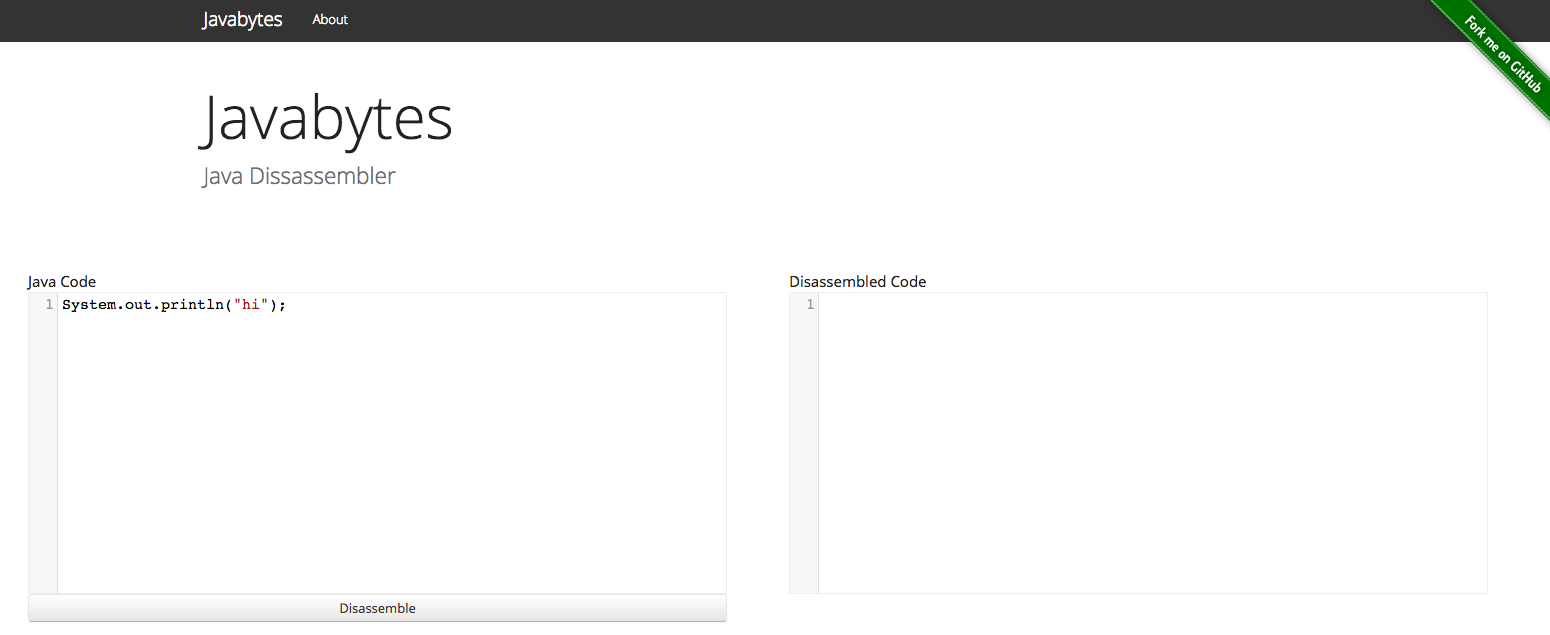 Javabytes About
Fork me on GitHub
Javabytes
Java Dissassembler
Java Code
1 System.out.println("hi");
Disassemble
Disassembled Code
1